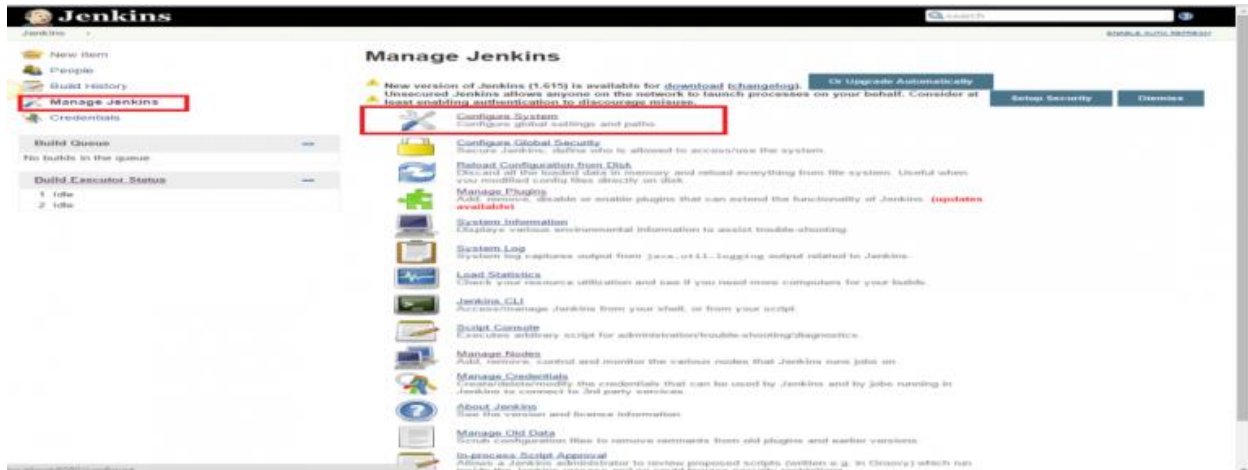 Jenkins
search
Jenkins
ENABLE AUTO REFRESH
New Item
People
Build History
Manage Jenkins
Credentials
Build Queue
No builds in the queue
Build Executor Status
1 Idle
2 Idle
Manage Jenkins
New version of Jenkins (1.615) is available for download (changelog).
Or Upgrade Automatically
Unsecured Jenkins allows anyone on the network to launch processes on your behalf. Consider at
least enabling authentication to discourage misuse.
Setup Security
Dismiss
Configure System
Configure global settings and paths.
Configure Global Security
Secure Jenkins; define who is allowed to access/use the system.
Reload Configuration from Disk
Discard all the loaded data in memory and reload everything from file system. Useful when
you modified config files directly on disk.
Manage Plugins
Add, remove, disable or enable plugins that can extend the functionality of Jenkins. (updates
available)
System Information
Displays various environmental information to assist trouble-shooting.
System Log
System log captures output from java.util.logging output related to Jenkins.
Load Statistics
Check your resource utilization and see if you need more computers for your builds.
Jenkins CLI
Access/manage Jenkins from your shell, or from your script.
Script Console
Executes arbitrary script for administration/trouble-shooting/diagnostics.
Manage Nodes
Add, remove, control and monitor the various nodes that Jenkins runs jobs on.
Manage Credentials
Create/delete/modify the credentials that can be used by Jenkins and by jobs running in
Jenkins to connect to 3rd party services.
About Jenkins
See the version and license information.
Manage Old Data
Scrub configuration files to remove remnants from old plugins and earlier versions.
In-process Script Approval
Allows a Jenkins administrator to review proposed scripts (written e.g. in Groovy) which run